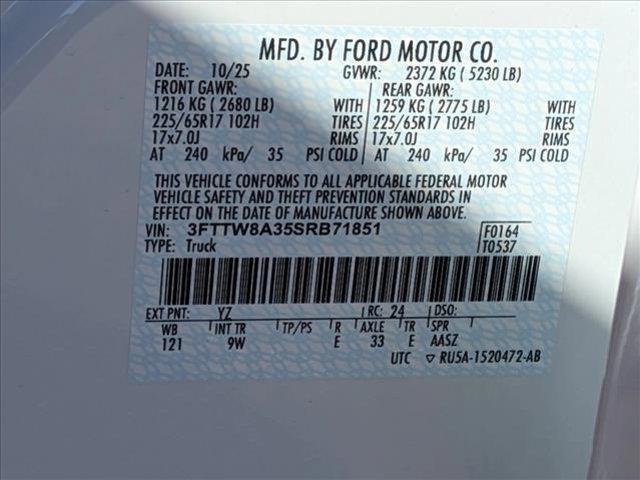 MFD. BY FORD MOTOR CO.
DATE: 10/25 GVWR: 2372 KG ( 5230 LB)
FRONT GAWR: REAR GAWR:
1216 KG ( 2680 LB) WITH 1259 KG ( 2775 LB) WITH
225/65R17 102H TIRES 225/65R17 102H TIRES
17x7.0J RIMS 17x7.0J RIMS
AT 240 kPa/ 35 PSI COLD AT 240 kPa/ 35 PSI COLD
THIS VEHICLE CONFORMS TO ALL APPLICABLE FEDERAL MOTOR
VEHICLE SAFETY AND THEFT PREVENTION STANDARDS IN
EFFECT ON THE DATE OF MANUFACTURE SHOWN ABOVE.
VIN: 3FTTW8A35SRB71851 F0164
TYPE: Truck T0537
EXT PNT: YZ RC: 24 DSO:
WB INT TR TP/PS R AXLE TR SPR
121 9W E 33 E AASZ
UTC ▽ RU5A-1520472-AB